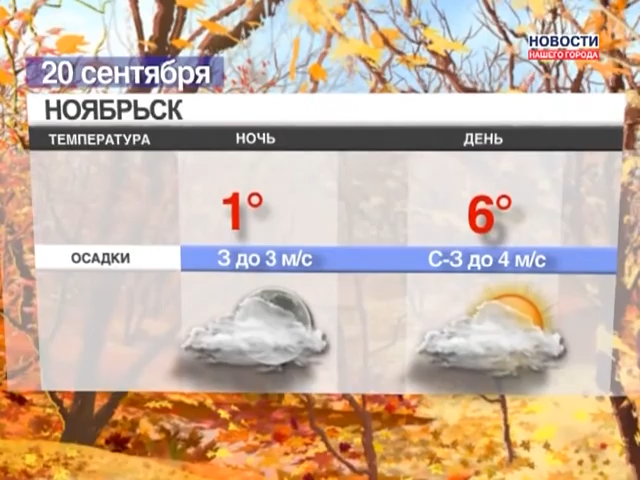 НОВОСТИ
НАШЕГО ГОРОДА
20 сентября
НОЯБРЬСК
ТЕМПЕРАТУРА НОЧЬ ДЕНЬ
1° 6°
ОСАДКИ З до 3 м/с С-З до 4 м/с